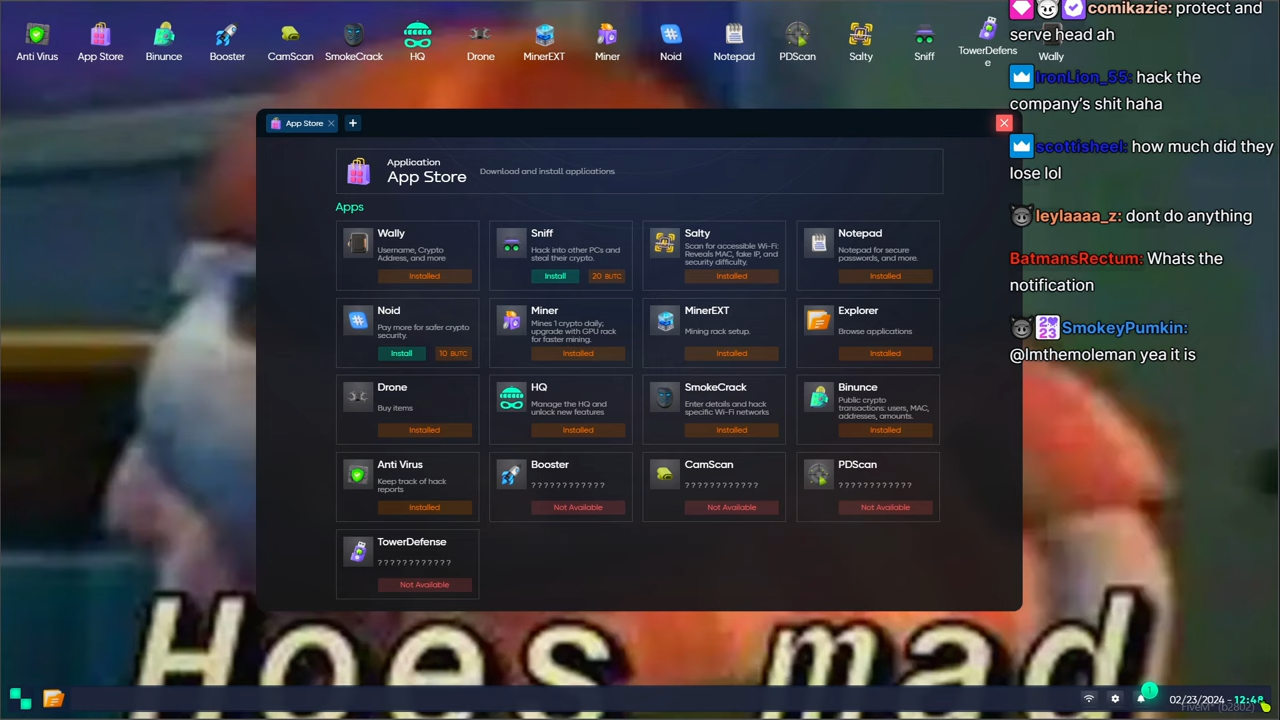 Anti Virus
App Store
Binunce
Booster
CamScan
SmokeCrack
HQ
Drone
MinerEXT
Miner
Noid
Notepad
PDScan
Salty
Sniff
TowerDefens
e
Wally
App Store
Application
App Store
Download and install applications
Apps
Wally
Username, Crypto
Address, and more
Installed
Sniff
Hack into other PCs and
steal their crypto.
Install
20 BUTC
Salty
Scan for accessible Wi-Fi:
Reveals MAC, fake IP, and
security difficulty.
Installed
Notepad
Notepad for secure
passwords, and more.
Installed
Noid
Pay more for safer crypto
security.
Install
10 BUTC
Miner
Mines 1 crypto daily;
upgrade with GPU rack
for faster mining.
Installed
MinerEXT
Mining rack setup.
Installed
Explorer
Browse applications
Installed
Drone
Buy items
Installed
HQ
Manage the HQ and
unlock new features
Installed
SmokeCrack
Enter details and hack
specific Wi-Fi networks
Installed
Binunce
Public crypto
transactions: users, MAC,
addresses, amounts.
Installed
Anti Virus
Keep track of hack
reports
Installed
Booster
????????????
Not Available
CamScan
????????????
Not Available
PDScan
????????????
Not Available
TowerDefense
????????????
Not Available
comikazie: protect and
serve head ah
IronLion_55: hack the
company's shit haha
scottisheel: how much did they
lose lol
leylaaaa_z: dont do anything
BatmansRectum: Whats the
notification
2023
SmokeyPumkin:
@Imthemoleman yea it is
Hoes mad
1
02/23/2024 - 12:48
FiveM* (b2802)